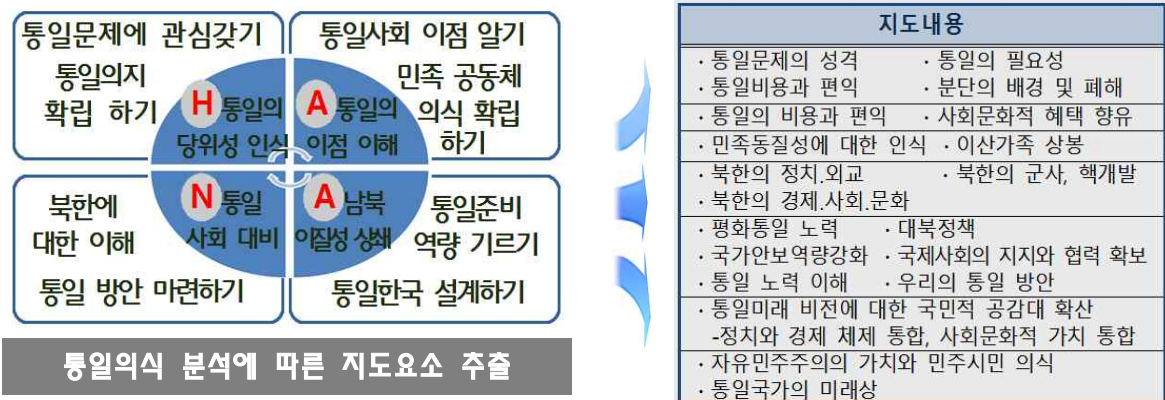 통일문제에 관심갖기
통일의지
확립 하기
H 통일의
당위성 인식
통일사회 이점 알기
민족 공동체
의식 확립
하기
A 통일의
이점 이해
북한에
대한 이해
통일 방안 마련하기
N 통일
사회 대비
A 남북
이질성 상쇄
통일준비
역량 기르기
통일한국 설계하기
통일의식 분석에 따른 지도요소 추출
지도내용
· 통일문제의 성격 · 통일의 필요성
· 통일비용과 편익 · 분단의 배경 및 폐해
· 통일의 비용과 편익 · 사회문화적 혜택 향유
· 민족동질성에 대한 인식 · 이산가족 상봉
· 북한의 정치.외교 · 북한의 군사, 핵개발
· 북한의 경제.사회.문화
· 평화통일 노력 · 대북정책
· 국가안보역량강화 · 국제사회의 지지와 협력 확보
· 통일 노력 이해 · 우리의 통일 방안
· 통일미래 비전에 대한 국민적 공감대 확산
-정치와 경제 체제 통합, 사회문화적 가치 통합
· 자유민주주의의 가치와 민주시민 의식
· 통일국가의 미래상